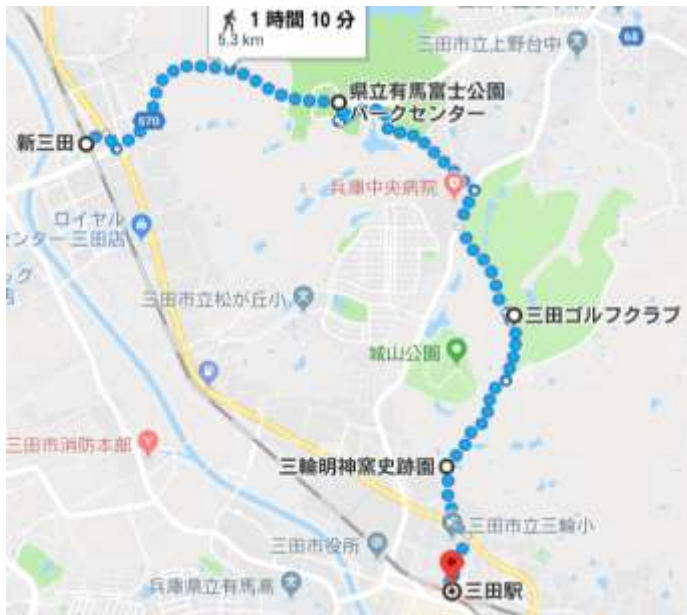 1 時間 10 分
5.3 km
三田市立上野台中
68
県立有馬富士公園
パークセンター
570
新三田
兵庫中央病院
ロイヤル
センター 三田店
三田市立松が丘小
三田ゴルフクラブ
城山公園
三田市消防本部
三輪明神窯史跡園
三田市立三輪小
三田市役所
兵庫県立有馬高
三田駅